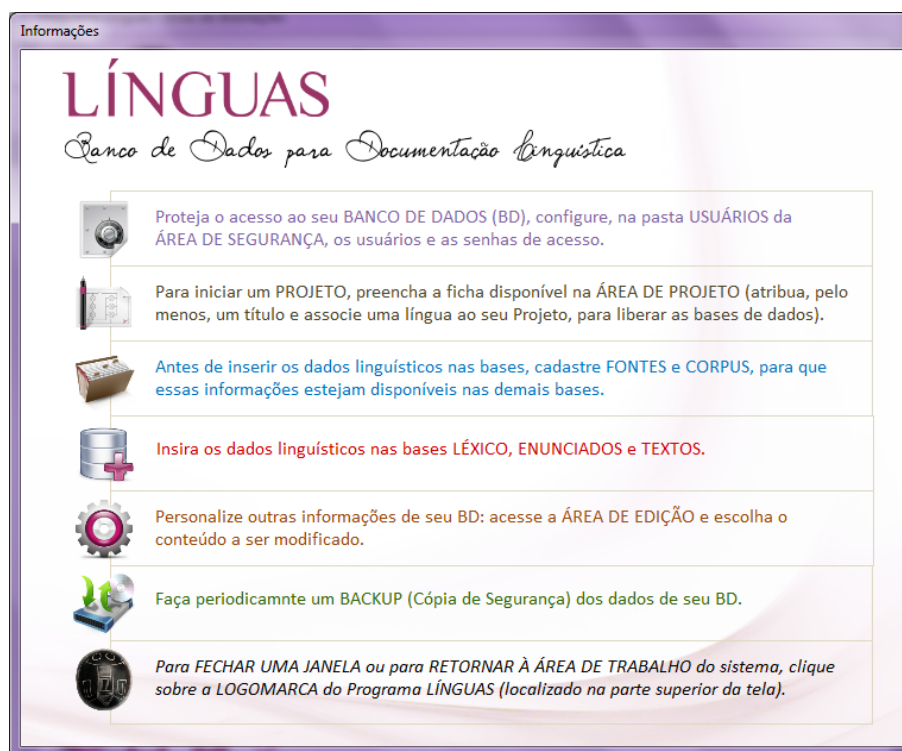 Informações
LÍNGUAS
Banco de Dados para Documentação Linguistica
Proteja o acesso ao seu BANCO DE DADOS (BD), configure, na pasta USUÁRIOS da
ÁREA DE SEGURANÇA, os usuários e as senhas de acesso.
Para iniciar um PROJETO, preencha a ficha disponível na ÁREA DE PROJETO (atribua, pelo
menos, um título e associe uma língua ao seu Projeto, para liberar as bases de dados).
Antes de inserir os dados linguísticos nas bases, cadastre FONTES e CORPUS, para que
essas informações estejam disponíveis nas demais bases.
Insira os dados linguísticos nas bases LÉXICO, ENUNCIADOS e TEXTOS.
Personalize outras informações de seu BD: acesse a ÁREA DE EDIÇÃO e escolha o
conteúdo a ser modificado.
Faça periodicamnte um BACKUP (Cópia de Segurança) dos dados de seu BD.
Para FECHAR UMA JANELA ou para RETORNAR À ÁREA DE TRABALHO do sistema, clique
sobre a LOGOMARCA do Programa LÍNGUAS (localizado na parte superior da tela).